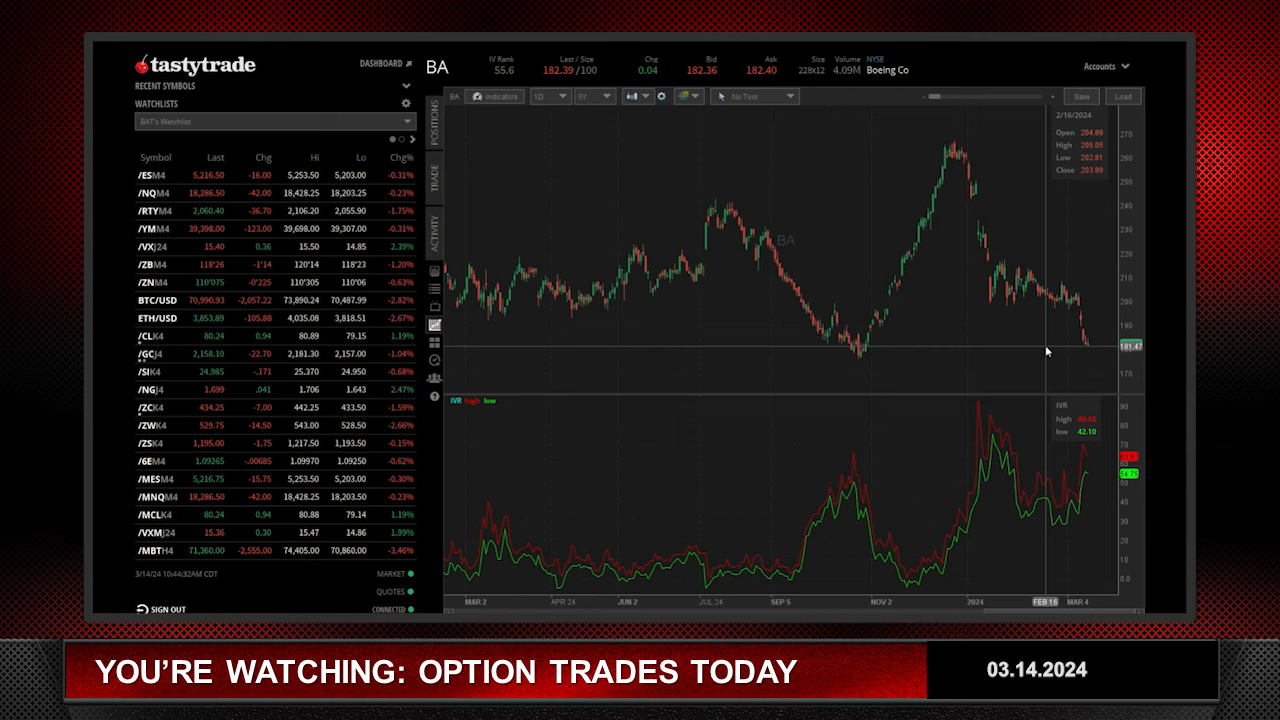 tastytrade
DASHBOARD
RECENT SYMBOLS
WATCHLISTS
BAT's Watchlist
Symbol Last Chg Hi Lo Chg%
/ESM4 5,216.50 -16.00 5,253.50 5,203.00 -0.31%
/NQM4 18,286.50 -42.00 18,428.25 18,203.25 -0.23%
/RTYM4 2,060.40 -36.70 2,106.20 2,055.90 -1.75%
/YMM4 39,398.00 -123.00 39,698.00 39,307.00 -0.31%
/VXJ24 15.40 0.36 15.50 14.85 2.39%
/ZBM4 118'26 -1'14 120'14 118'23 -1.20%
/ZNM4 110'075 -0'225 110'305 110'06 -0.63%
BTC/USD 70,990.93 -2,057.22 73,890.24 70,487.99 -2.82%
ETH/USD 3,853.89 -105.88 4,035.08 3,818.51 -2.67%
/CLK4 80.24 0.94 80.89 79.15 1.19%
/GCJ4 2,158.10 -22.70 2,181.30 2,157.00 -1.04%
/SIK4 24.985 -.171 25.370 24.950 -0.68%
/NGJ4 1.699 .041 1.706 1.643 2.47%
/ZCK4 434.25 -7.00 442.25 433.50 -1.59%
/ZWK4 529.75 -14.50 543.00 528.50 -2.66%
/ZSK4 1,195.00 -1.75 1,217.50 1,193.50 -0.15%
/6EM4 1.09265 -.00685 1.09970 1.09250 -0.62%
/MESM4 5,216.75 -15.75 5,253.50 5,203.00 -0.30%
/MNQM4 18,286.50 -42.00 18,428.25 18,203.50 -0.23%
/MCLK4 80.24 0.94 80.88 79.14 1.19%
/VXMJ24 15.36 0.30 15.47 14.86 1.99%
/MBTH4 71,360.00 -2,555.00 74,405.00 70,860.00 -3.46%
3/14/24 10:44:32AM CDT MARKET
QUOTES
SIGN OUT CONNECTED
POSITIONS
TRADE
ACTIVITY
BA
IV Rank Last / Size Chg Bid Ask Size Volume NYSE
55.6 182.39 /100 0.04 182.36 182.40 228x12 4.09M Boeing Co
Accounts
BA Indicators 1D 5Y No Tool - + Save Load
2/16/2024
Open 204.88
High 205.05
Low 202.81
Close 203.89
BA
270
260
250
240
230
220
210
200
190
181.47
170
IVR high low
IVR
high
low 42.10
90
80
70
60
54.76
50
40
30
20
10
0.0
MAR 2 APR 24 JUN 2 JUL 24 SEP 5 NOV 2 2024 FEB 16 MAR 4
YOU'RE WATCHING: OPTION TRADES TODAY
03.14.2024